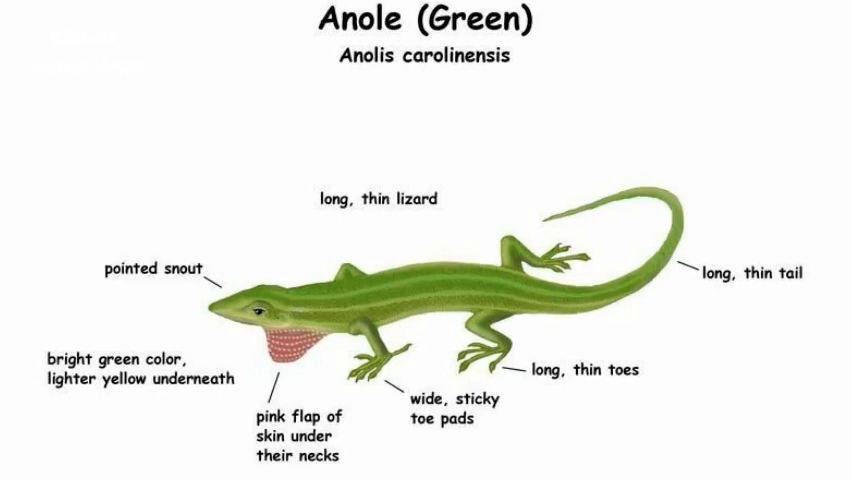 Anole (Green)
Anolis carolinensis
long, thin lizard
pointed snout
long, thin tail
bright green color,
lighter yellow underneath
long, thin toes
wide, sticky
toe pads
pink flap of
skin under
their necks